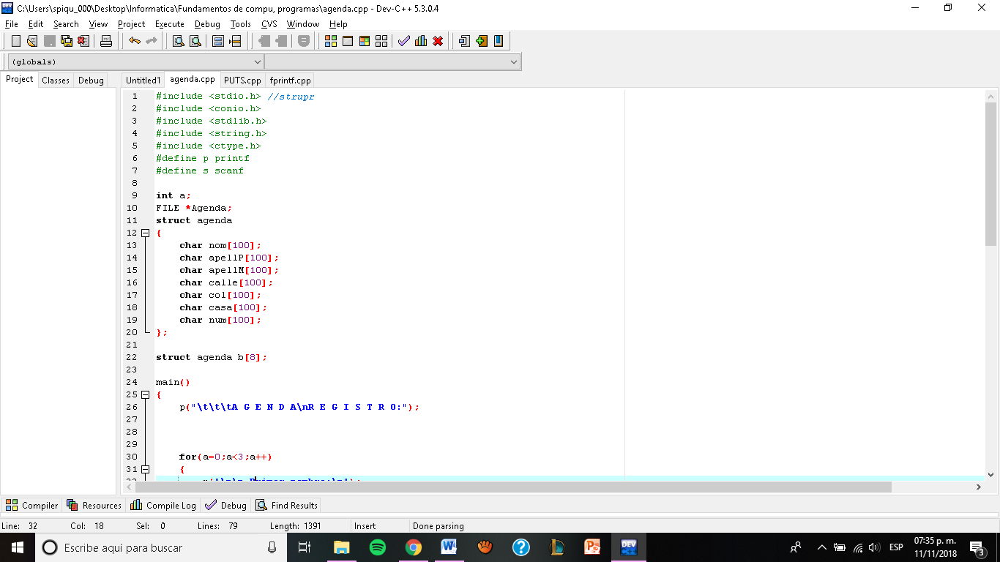 C:\Users\spiqu_000\Desktop\Informatica\Fundamentos de compu, programas\agenda.cpp - Dev-C++ 5.3.0.4
File Edit Search View Project Execute Debug Tools CVS Window Help
(globals)
Project Classes Debug Untitled1 agenda.cpp PUTS.cpp fprintf.cpp
1 #include <stdio.h> //strupr
2 #include <conio.h>
3 #include <stdlib.h>
4 #include <string.h>
5 #include <ctype.h>
6 #define p printf
7 #define s scanf
8
9 int a;
10 FILE *Agenda;
11 struct agenda
12 {
13 char nom[100];
14 char apellP[100];
15 char apellM[100];
16 char calle[100];
17 char col[100];
18 char casa[100];
19 char num[100];
20 };
21
22 struct agenda b[8];
23
24 main()
25 {
26 p("\t\t\tA G E N D A\nR E G I S T R O:");
27
28
29
30 for(a=0;a<3;a++)
31 {
Compiler Resources Compile Log Debug Find Results
Line: 32 Col: 18 Sel: 0 Lines: 79 Length: 1391 Insert Done parsing
Escribe aquí para buscar
ESP
07:35 p. m.
11/11/2018
3
DEV